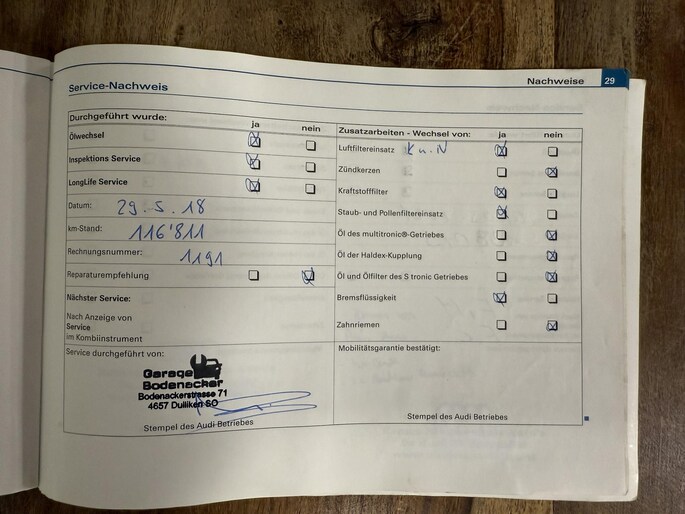 Nachweise 29
Service-Nachweis
Durchgeführt wurde:
ja nein
Ölwechsel
Inspektions Service
LongLife Service
Datum: 29.5.18
km-Stand: 116'811
Rechnungsnummer: 1191
Reparaturempfehlung
Nächster Service:
Nach Anzeige von
Service
im Kombiinstrument
Service durchgeführt von:
Garage
Bodenacker
Bodenackerstrasse 71
4657 Dulliken SO
Stempel des Audi Betriebes
Zusatzarbeiten - Wechsel von: ja nein
Luftfiltereinsatz K u. N
Zündkerzen
Kraftstofffilter
Staub- und Pollenfiltereinsatz
Öl des multitronic®-Getriebes
Öl der Haldex-Kupplung
Öl und Ölfilter des S tronic Getriebes
Bremsflüssigkeit
Zahnriemen
Mobilitätsgarantie bestätigt:
Stempel des Audi Betriebes